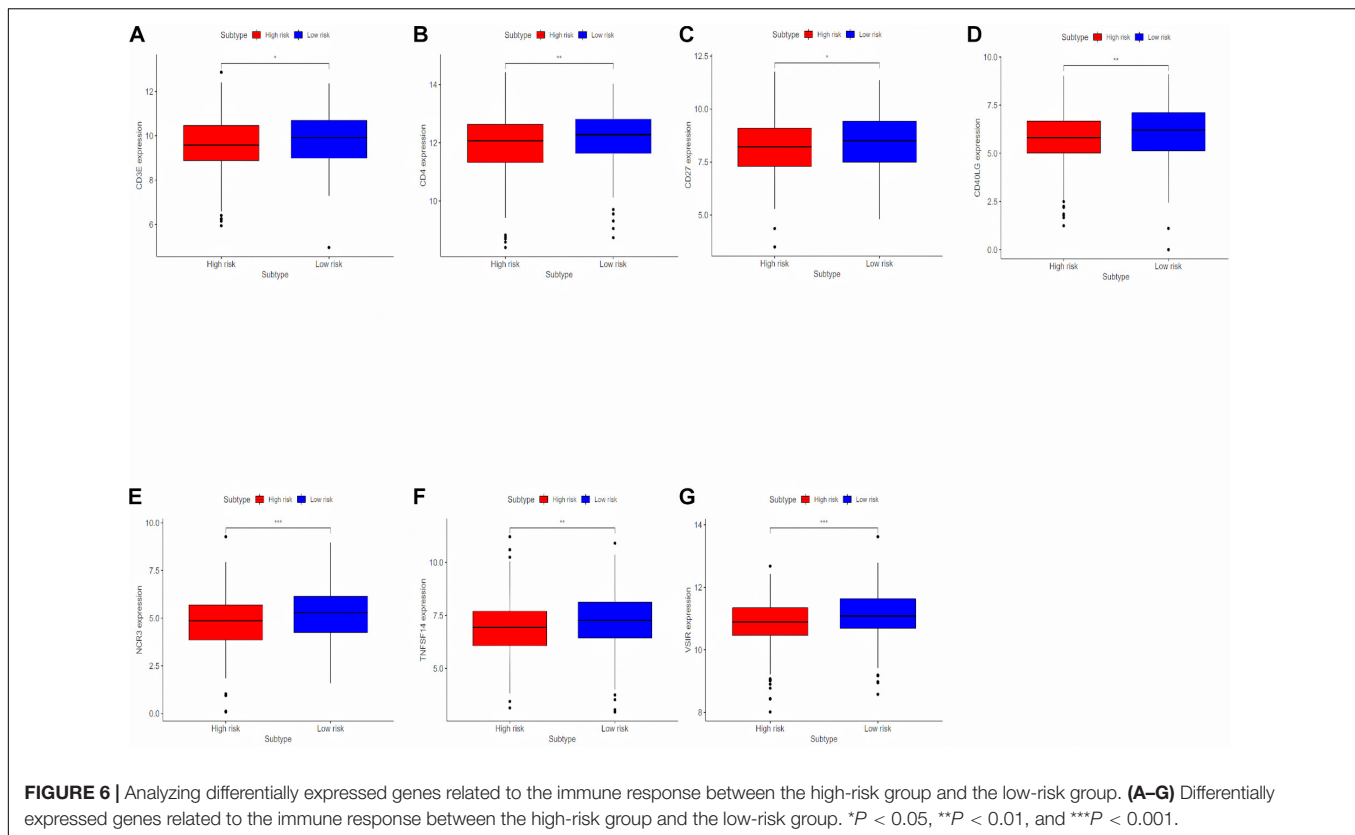 A
Subtype High risk Low risk
*
CD3E expression
12
10
8
6
High risk Low risk
Subtype
B
Subtype High risk Low risk
**
CD4 expression
14
12
10
High risk Low risk
Subtype
C
Subtype High risk Low risk
*
CD27 expression
12.5
10.0
7.5
5.0
High risk Low risk
Subtype
D
Subtype High risk Low risk
**
CD40LG expression
10.0
7.5
5.0
2.5
0.0
High risk Low risk
Subtype
E
Subtype High risk Low risk
***
NCR3 expression
10.0
7.5
5.0
2.5
0.0
High risk Low risk
Subtype
F
Subtype High risk Low risk
**
TNFSF14 expression
10.0
7.5
5.0
High risk Low risk
Subtype
G
Subtype High risk Low risk
***
VSIR expression
14
12
10
8
High risk Low risk
Subtype
FIGURE 6 | Analyzing differentially expressed genes related to the immune response between the high-risk group and the low-risk group. (A–G) Differentially
expressed genes related to the immune response between the high-risk group and the low-risk group. *P < 0.05, **P < 0.01, and ***P < 0.001.